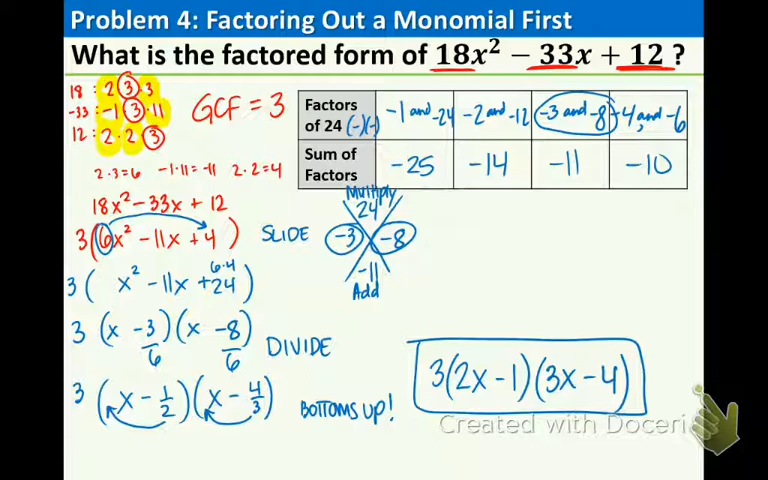 Problem 4: Factoring Out a Monomial First
What is the factored form of 18x² − 33x + 12 ?
18 : 2 · 3 · 3
-33 : -1 · 3 · 11
12 : 2 · 2 · 3
GCF = 3
2·3=6 -1·11=-11 2·2=4
Factors of 24 (-)(-) -1 and -24 -2 and -12 -3 and -8 -4 and -6
Sum of Factors -25 -14 -11 -10
18x² - 33x + 12
3(6x² - 11x + 4) SLIDE
Multiply
24
-3 -8
-11
Add
6·4
3( x² - 11x + 24)
3 (x - 3/6)(x - 8/6) DIVIDE
3 (x - 1/2)(x - 4/3) BOTTOMS UP!
3(2x - 1)(3x - 4)
Created with Doceri